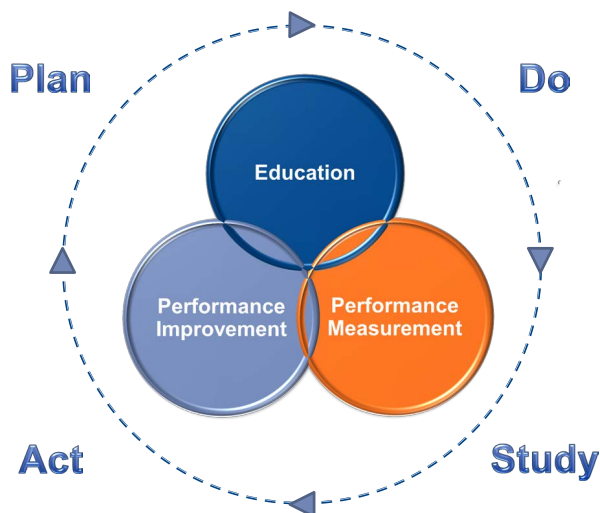 Plan
Do
Education
Performance
Improvement
Performance
Measurement
Act
Study